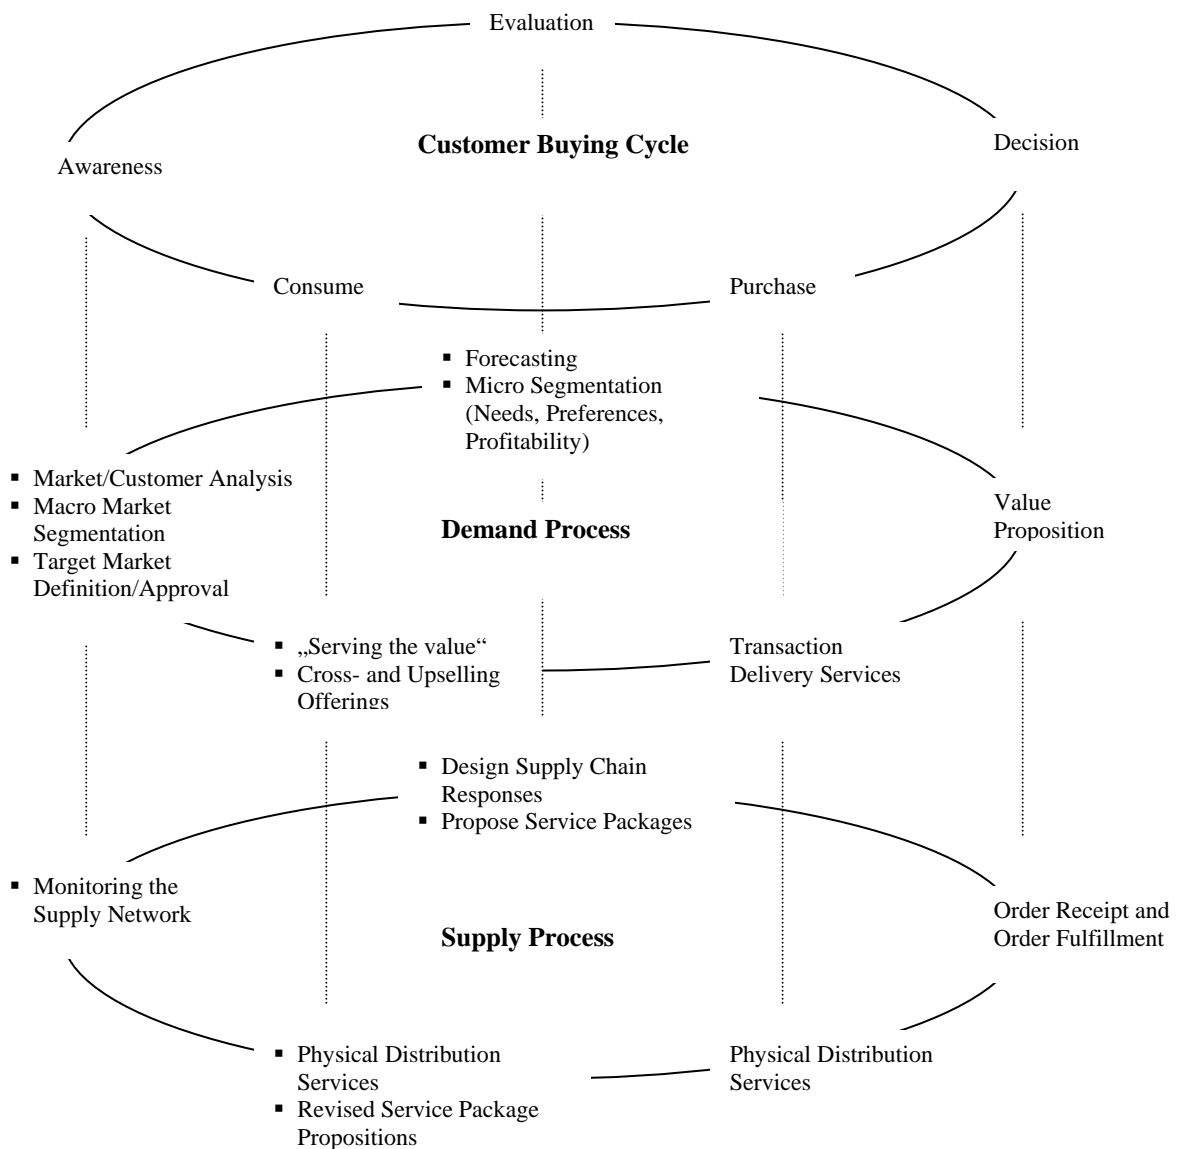 Evaluation
Customer Buying Cycle
Decision
Awareness
Consume
Purchase
▪ Forecasting
▪ Micro Segmentation
(Needs, Preferences,
Profitability)
▪ Market/Customer Analysis
▪ Macro Market
Segmentation
▪ Target Market
Definition/Approval
Demand Process
Value
Proposition
▪ „Serving the value“
▪ Cross- and Upselling
Offerings
Transaction
Delivery Services
▪ Design Supply Chain
Responses
▪ Propose Service Packages
▪ Monitoring the
Supply Network
Supply Process
Order Receipt and
Order Fulfillment
▪ Physical Distribution
Services
▪ Revised Service Package
Propositions
Physical Distribution
Services